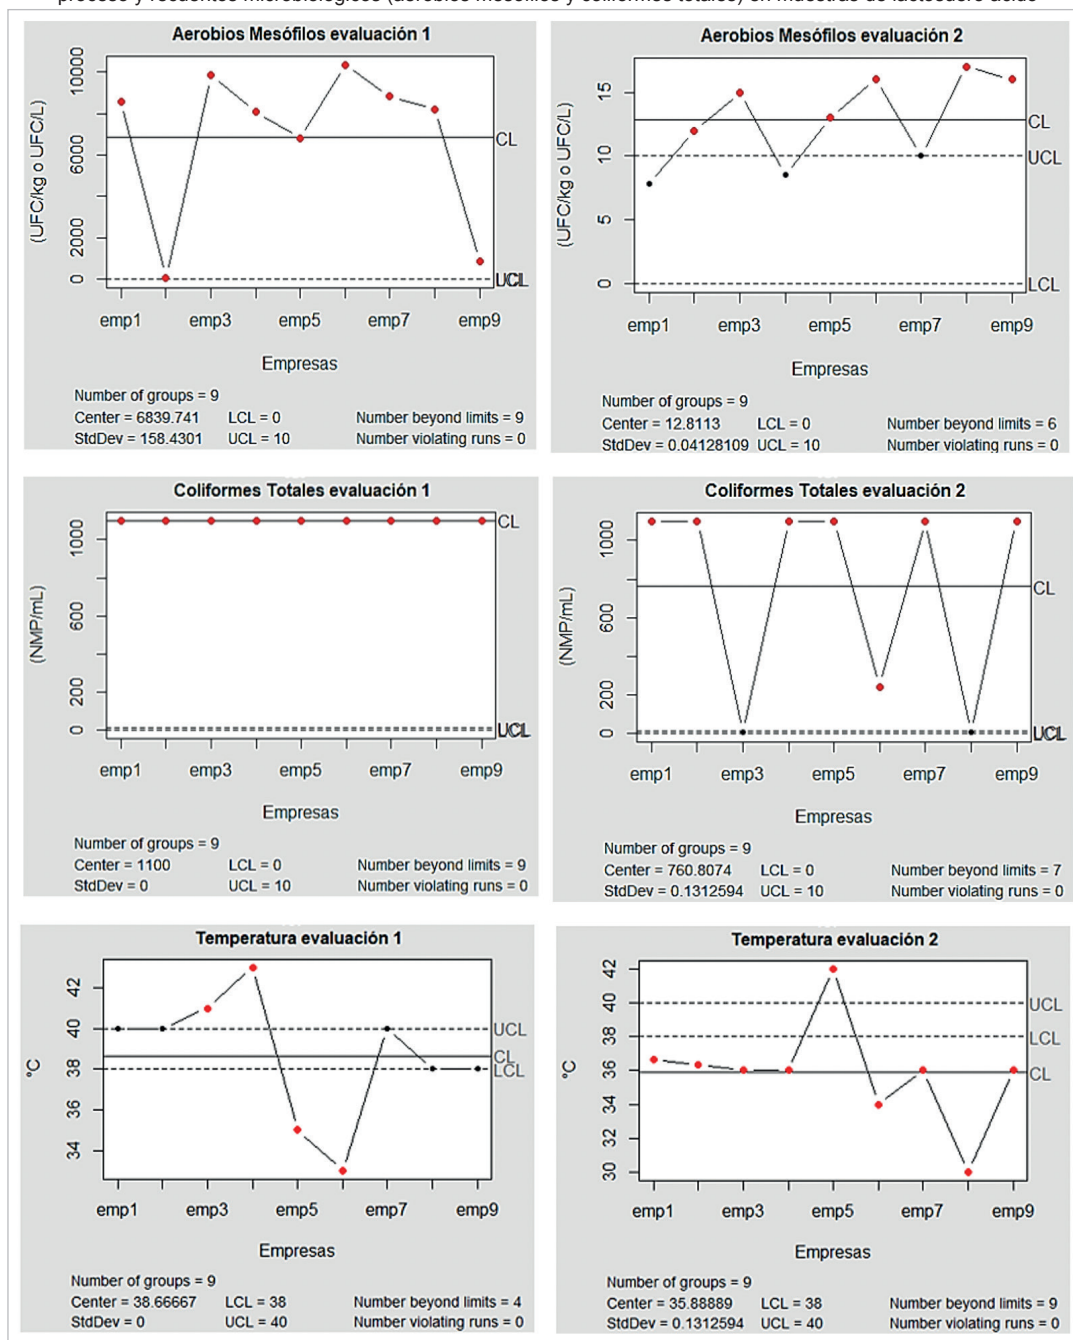 proceso y recuentos microbiológicos (aerobios mesófilos y coliformes totales) en muestras de lactosuero ácido
Aerobios Mesófilos evaluación 1
(UFC/kg o UFC/L)
10000
6000
2000
0
CL
UCL
emp1 emp3 emp5 emp7 emp9
Empresas
Number of groups = 9
Center = 6839.741 LCL = 0 Number beyond limits = 9
StdDev = 158.4301 UCL = 10 Number violating runs = 0
Aerobios Mesófilos evaluación 2
(UFC/kg o UFC/L)
15
10
5
0
CL
UCL
LCL
emp1 emp3 emp5 emp7 emp9
Empresas
Number of groups = 9
Center = 12.8113 LCL = 0 Number beyond limits = 6
StdDev = 0.04128109 UCL = 10 Number violating runs = 0
Coliformes Totales evaluación 1
(NMP/mL)
1000
600
200
0
CL
UCL
emp1 emp3 emp5 emp7 emp9
Empresas
Number of groups = 9
Center = 1100 LCL = 0 Number beyond limits = 9
StdDev = 0 UCL = 10 Number violating runs = 0
Coliformes Totales evaluación 2
(NMP/mL)
1000
600
200
0
CL
UCL
emp1 emp3 emp5 emp7 emp9
Empresas
Number of groups = 9
Center = 760.8074 LCL = 0 Number beyond limits = 7
StdDev = 0.1312594 UCL = 10 Number violating runs = 0
Temperatura evaluación 1
°C
42
40
38
36
34
UCL
CL
LCL
emp1 emp3 emp5 emp7 emp9
Empresas
Number of groups = 9
Center = 38.66667 LCL = 38 Number beyond limits = 4
StdDev = 0 UCL = 40 Number violating runs = 0
Temperatura evaluación 2
°C
42
40
38
36
34
32
30
UCL
LCL
CL
emp1 emp3 emp5 emp7 emp9
Empresas
Number of groups = 9
Center = 35.88889 LCL = 38 Number beyond limits = 9
StdDev = 0.1312594 UCL = 40 Number violating runs = 0